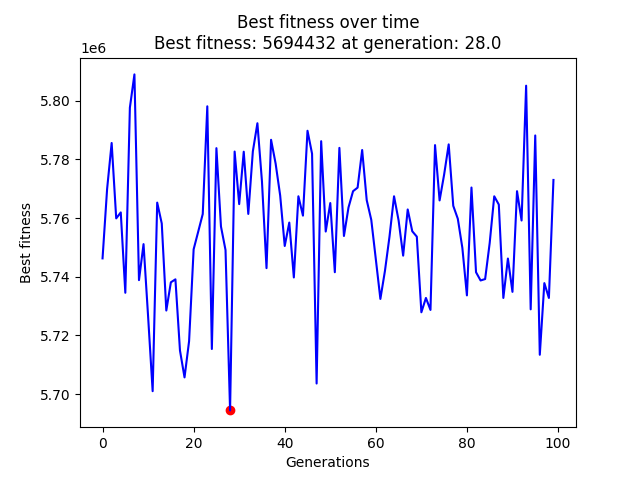 Best fitness over time
Best fitness: 5694432 at generation: 28.0
1e6
5.80
5.78
5.76
5.74
5.72
5.70
Best fitness
0 20 40 60 80 100
Generations